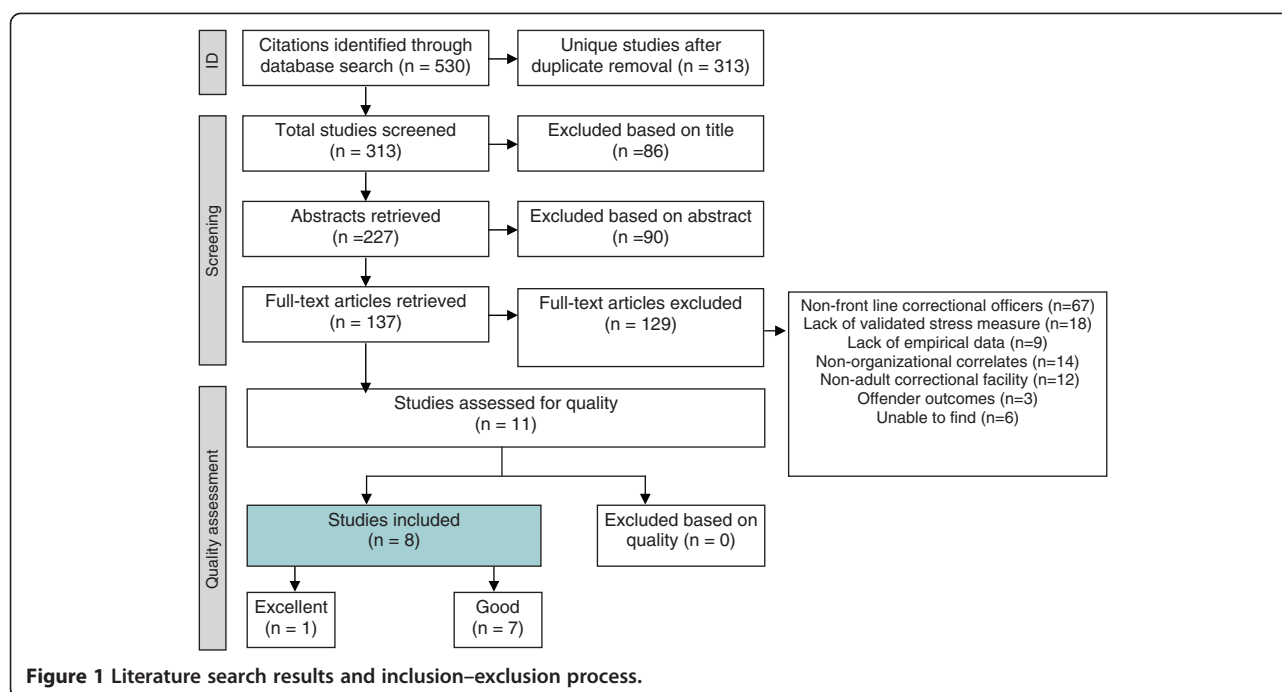 ID
Citations identified through
database search (n = 530)
Unique studies after
duplicate removal (n = 313
Screening
Total studies screened
(n = 313)
Excluded based on title
(n =86)
Abstracts retrieved
(n =227)
Excluded based on abstract
(n =90)
Full-text articles retrieved
(n = 137)
Full-text articles excluded
(n = 129)
Non-front line correctional officers (n=67)
Lack of validated stress measure (n=18)
Lack of empirical data (n=9)
Non-organizational correlates (n=14)
Non-adult correctional facility (n=12)
Offender outcomes (n=3)
Unable to find (n=6)
Quality assessment
Studies assessed for quality
(n = 11)
Studies included
(n = 8)
Excluded based on
quality (n = 0)
Excellent
(n = 1)
Good
(n = 7)
Figure 1 Literature search results and inclusion–exclusion process.